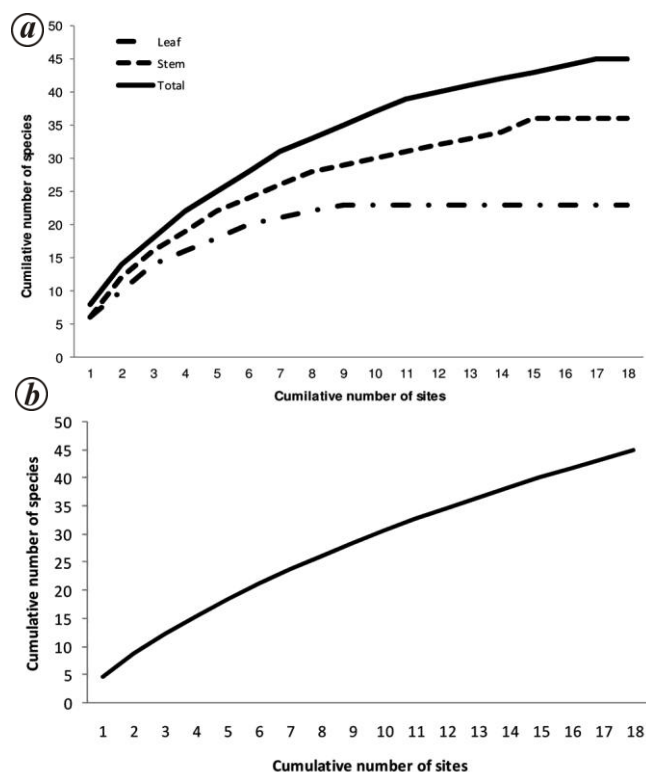 a
50
45
40
35
30
25
20
15
10
5
0
Cumilative number of species
Leaf
Stem
Total
1 2 3 4 5 6 7 8 9 10 11 12 13 14 15 16 17 18
Cumilative number of sites
b
50
45
40
35
30
25
20
15
10
5
0
Cumulative number of species
1 2 3 4 5 6 7 8 9 10 11 12 13 14 15 16 17 18
Cumulative number of sites